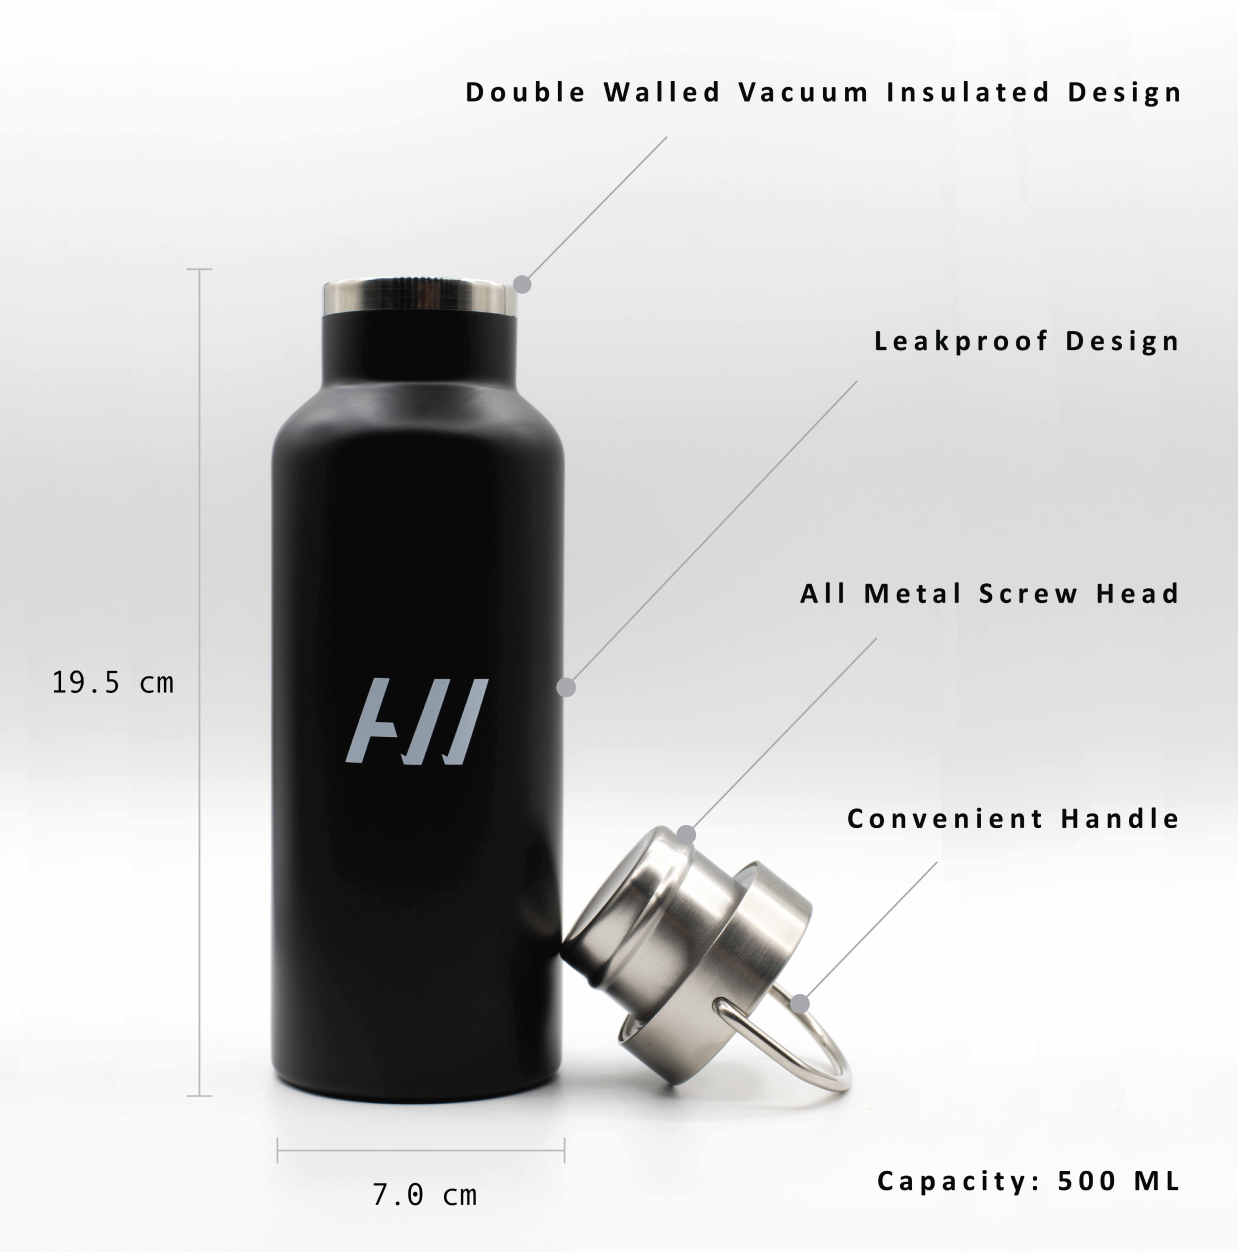 Double Walled Vacuum Insulated Design
Leakproof Design
All Metal Screw Head
19.5 cm
Convenient Handle
7.0 cm
Capacity: 500 ML